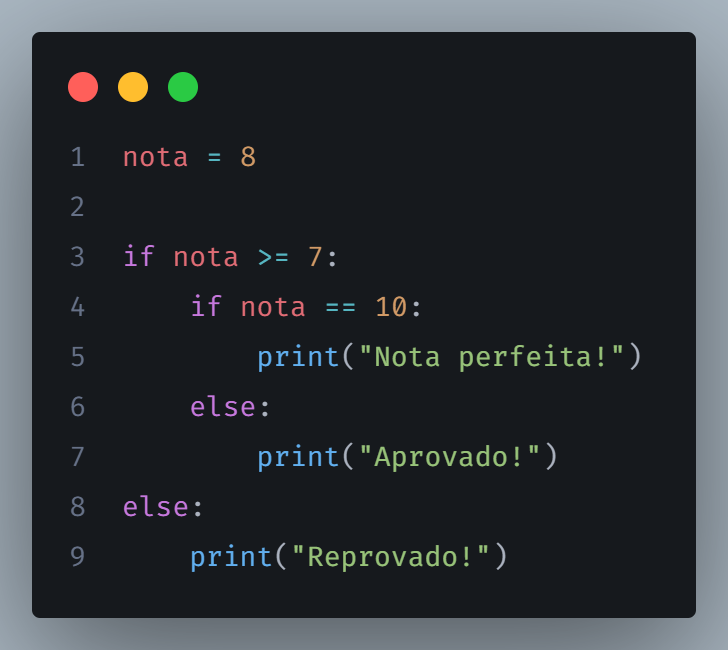 1 nota = 8
2
3 if nota >= 7:
4     if nota == 10:
5         print("Nota perfeita!")
6     else:
7         print("Aprovado!")
8 else:
9     print("Reprovado!")